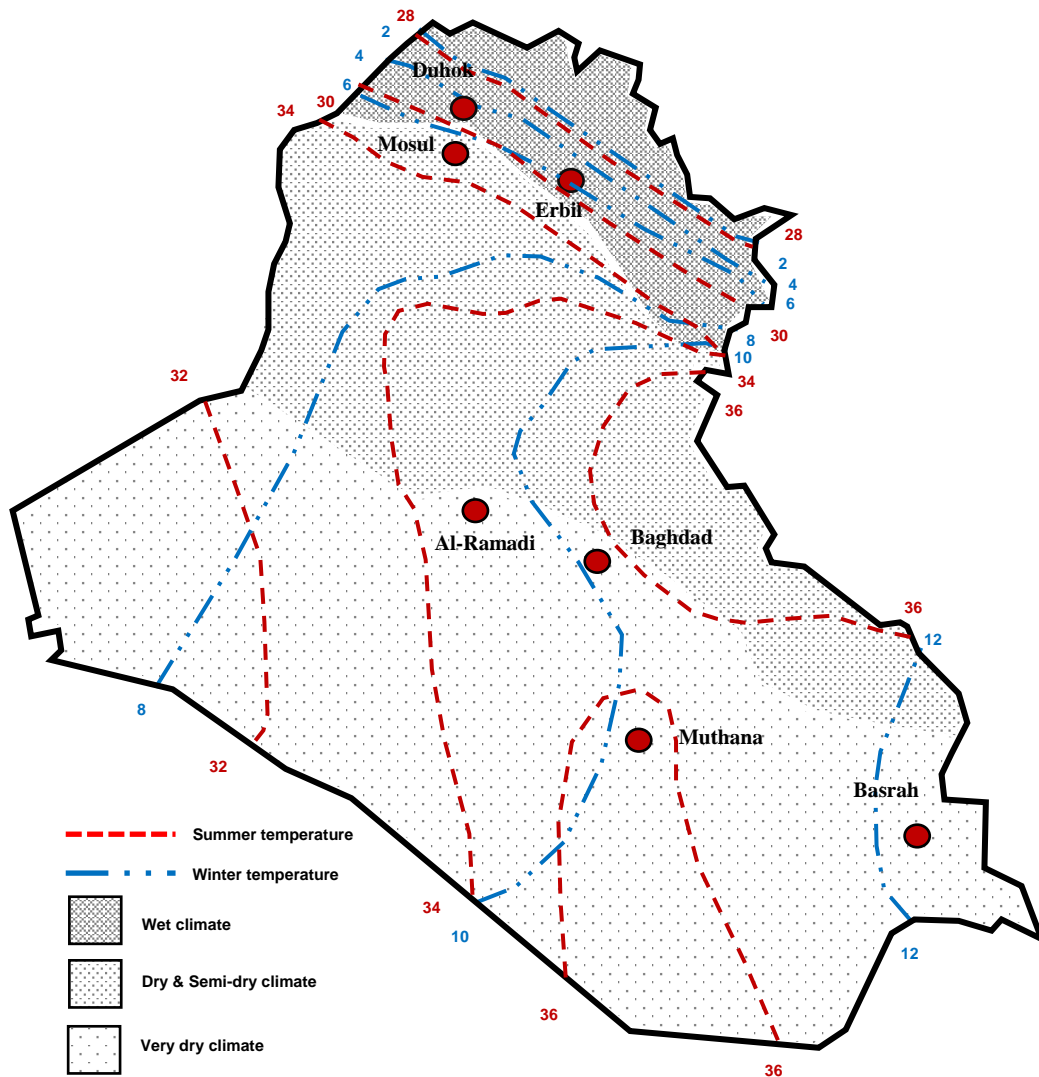 28
2
4
Duhok
6
30
34
Mosul
Erbil
28
2
4
6
30
8
10
34
32
36
Al-Ramadi
Baghdad
36
12
8
32
Muthana
Basrah
Summer temperature
Winter temperature
34
10
Wet climate
12
Dry & Semi-dry climate
36
Very dry climate
36